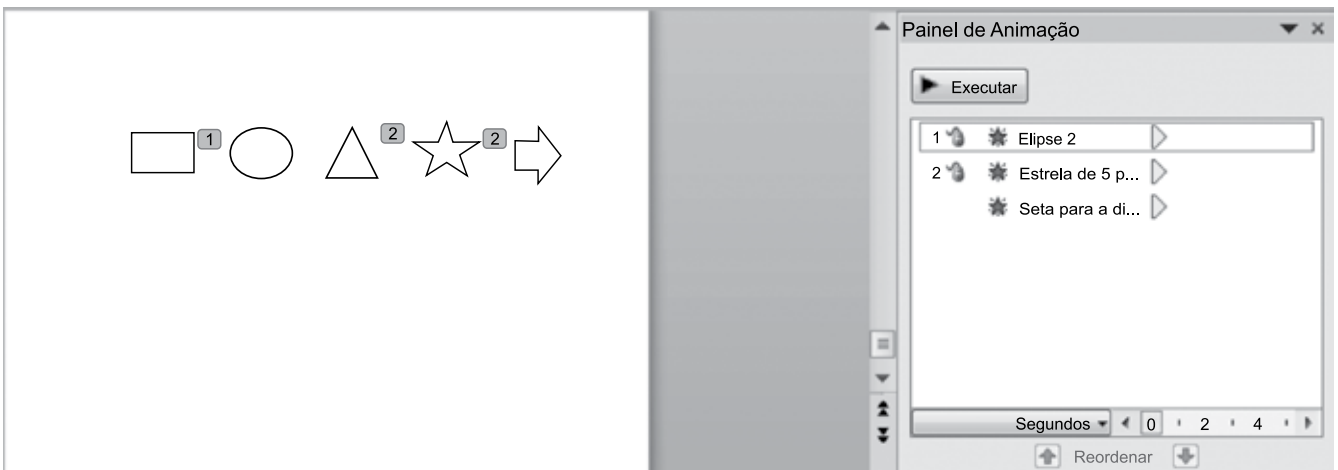 Painel de Animação
Executar
1 2 2
1 Elipse 2
2 Estrela de 5 p...
Seta para a di...
Segundos 0 2 4
Reordenar